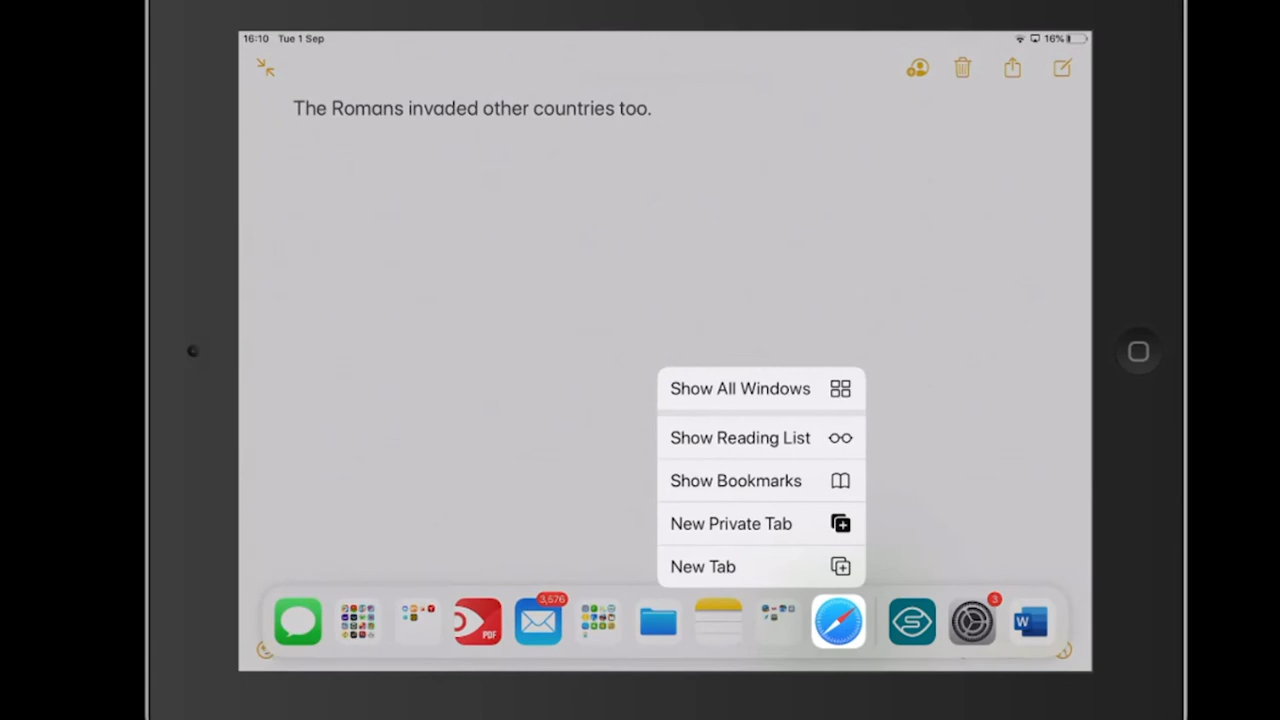 16:10 Tue 1 Sep
16%
The Romans invaded other countries too.
Show All Windows
Show Reading List
Show Bookmarks
New Private Tab
New Tab
3,576
3
PDF
W